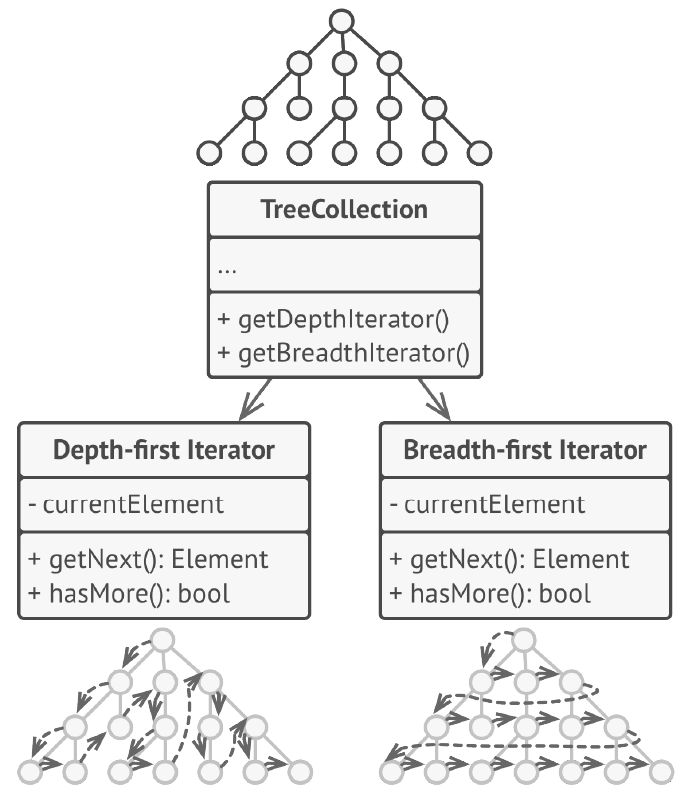 TreeCollection
...
+ getDepthIterator()
+ getBreadthIterator()
Depth-first Iterator
- currentElement
+ getNext(): Element
+ hasMore(): bool
Breadth-first Iterator
- currentElement
+ getNext(): Element
+ hasMore(): bool